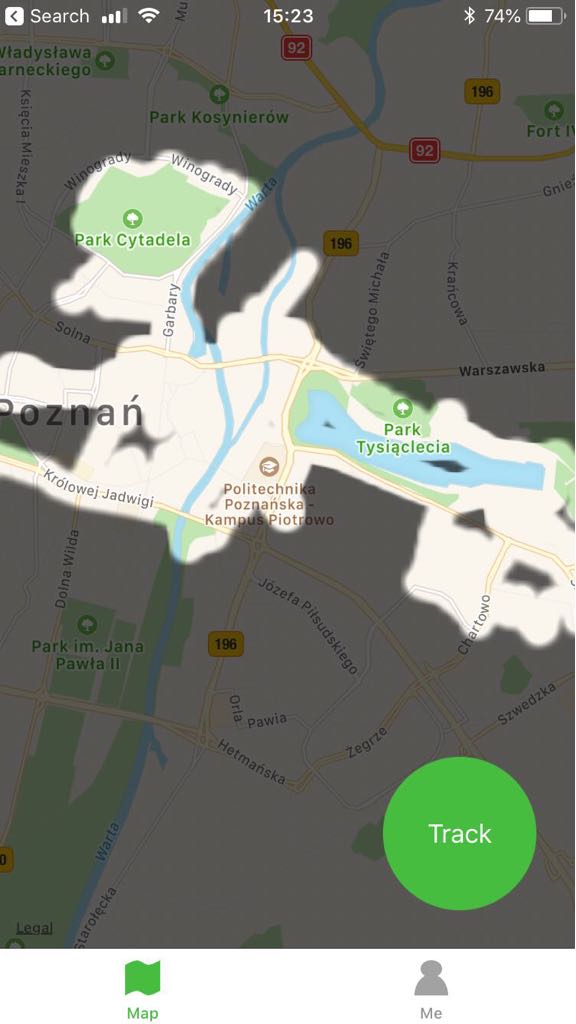 Search
15:23
74%
Mu
92
Władysława
arneckiego
196
Park Kosynierów
Fort IV
Księcia Mieszka I
92
Winogrady
Winogrady
Gnieź
Warta
Park Cytadela
196
Krańcowa
Świętego Michała
Garbary
Solna
Warszawska
Poznań
Park
Tysiąclecia
Politechnika
Poznańska -
Kampus Piotrowo
Królowej Jadwigi
Dolna Wilda
Józefa Piłsudskiego
Chartowo
Park im. Jana
Pawła II
196
Orla
Pawia
Szwedzka
Żegrze
Hetmańska
Track
Warta
0
Starołęcka
Legal
Map
Me